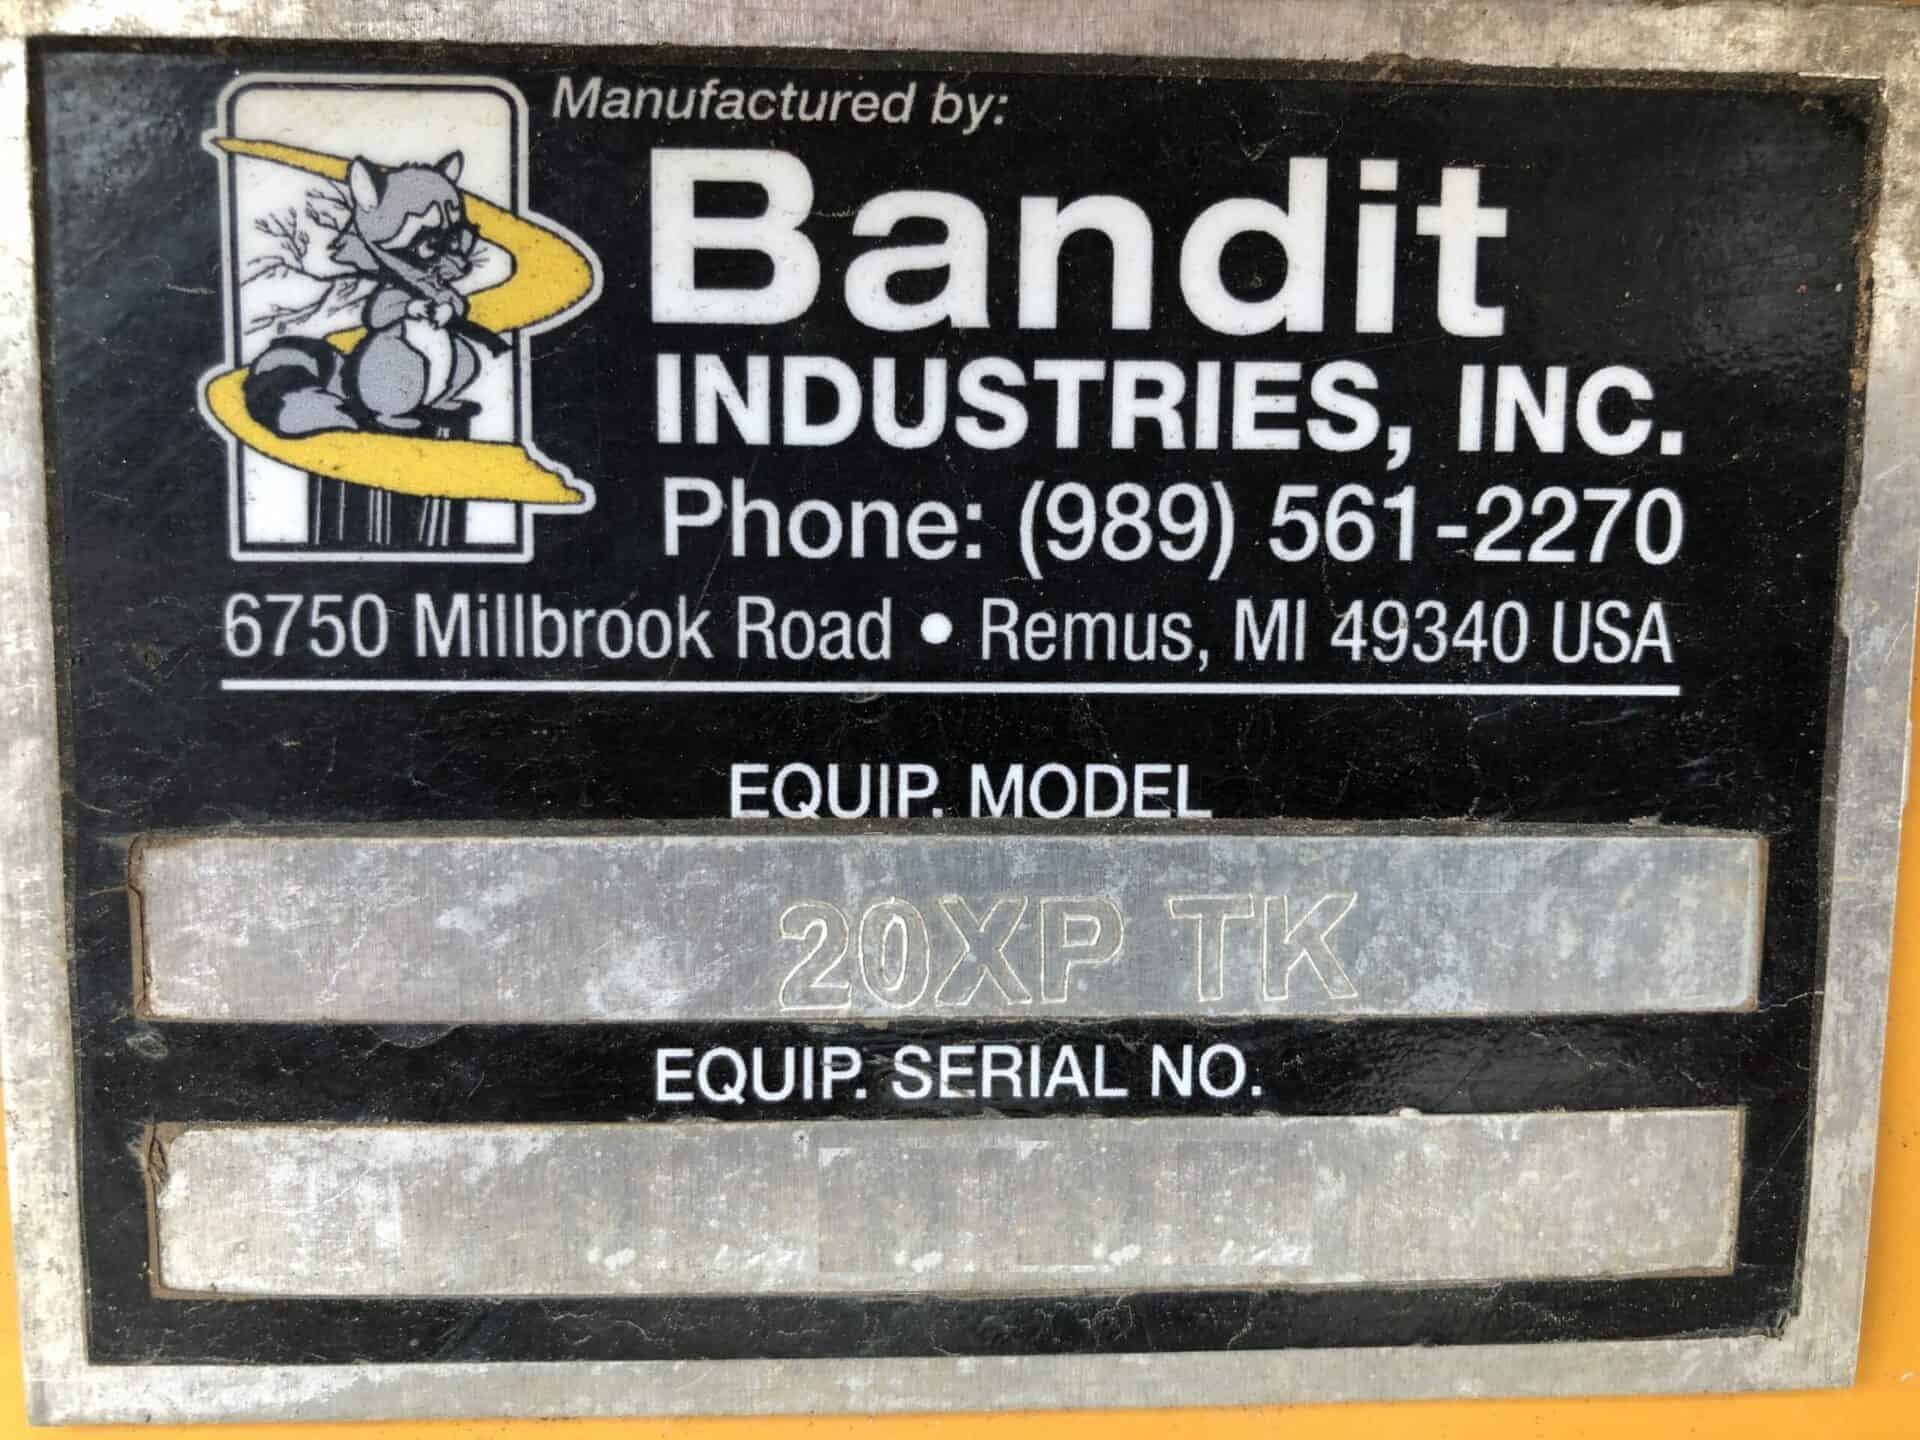 Manufactured by:
Bandit
INDUSTRIES, INC.
Phone: (989) 561-2270
6750 Millbrook Road • Remus, MI 49340 USA
EQUIP. MODEL
20XP TK
EQUIP. SERIAL NO.